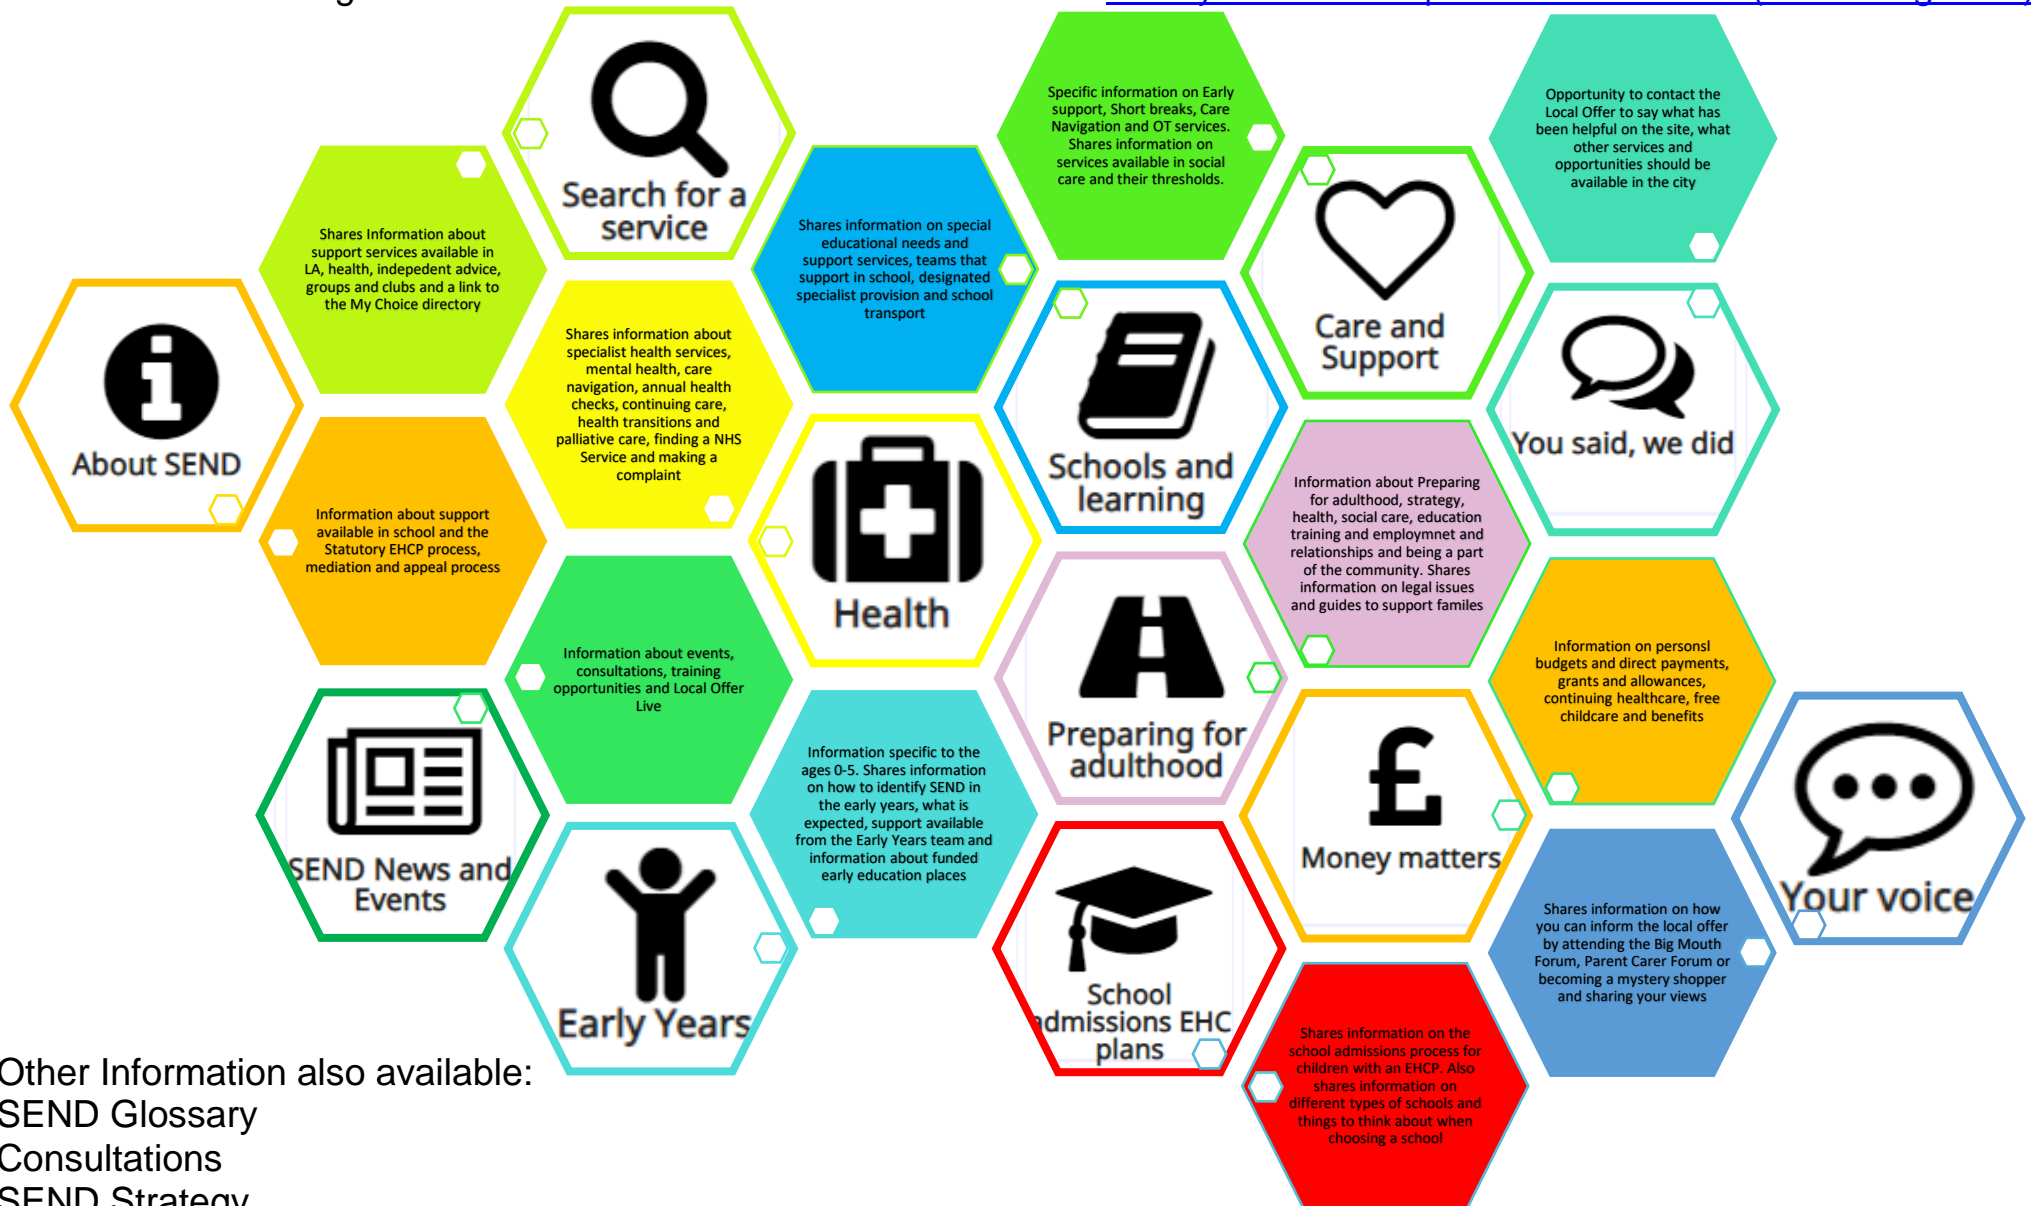 Search for a
service
Specific information on Early
support, Short breaks, Care
Navigation and OT services.
Shares information on
services available in social
care and their thresholds.
Opportunity to contact the
Local Offer to say what has
been helpful on the site, what
other services and
opportunities should be
available in the city
Shares Information about
support services available in
LA, health, indepedent advice,
groups and clubs and a link to
the My Choice directory
Shares information on special
educational needs and
support services, teams that
support in school, designated
specialist provision and school
transport
Care and
Support
About SEND
Shares information about
specialist health services,
mental health, care
navigation, annual health
checks, continuing care,
health transitions and
palliative care, finding a NHS
Service and making a
complaint
Schools and
learning
You said, we did
Information about support
available in school and the
Statutory EHCP process,
mediation and appeal process
Health
Information about Preparing
for adulthood, strategy,
health, social care, education
training and employmnet and
relationships and being a part
of the community. Shares
information on legal issues
and guides to support familes
Information about events,
consultations, training
opportunities and Local Offer
Live
Preparing for
adulthood
Information on personsl
budgets and direct payments,
grants and allowances,
continuing healthcare, free
childcare and benefits
SEND News and
Events
Information specific to the
ages 0-5. Shares information
on how to identify SEND in
the early years, what is
expected, support available
from the Early Years team and
information about funded
early education places
£
Money matters
Your voice
Early Years
School
admissions EHC
plans
Shares information on how
you can inform the local offer
by attending the Big Mouth
Forum, Parent Carer Forum or
becoming a mystery shopper
and sharing your views
Shares information on the
school admissions process for
children with an EHCP. Also
shares information on
different types of schools and
things to think about when
choosing a school
Other Information also available:
SEND Glossary
Consultations
SEND Strategy